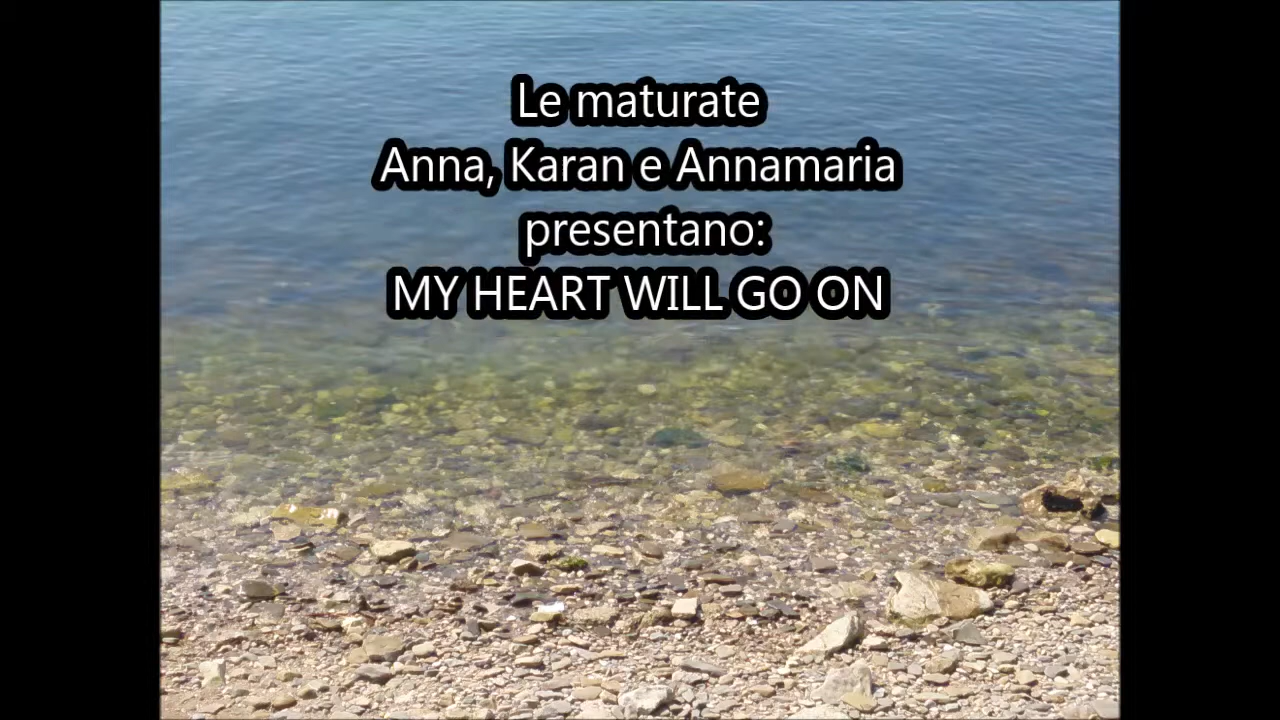 Le maturate
Anna, Karan e Annamaria
presentano:
MY HEART WILL GO ON